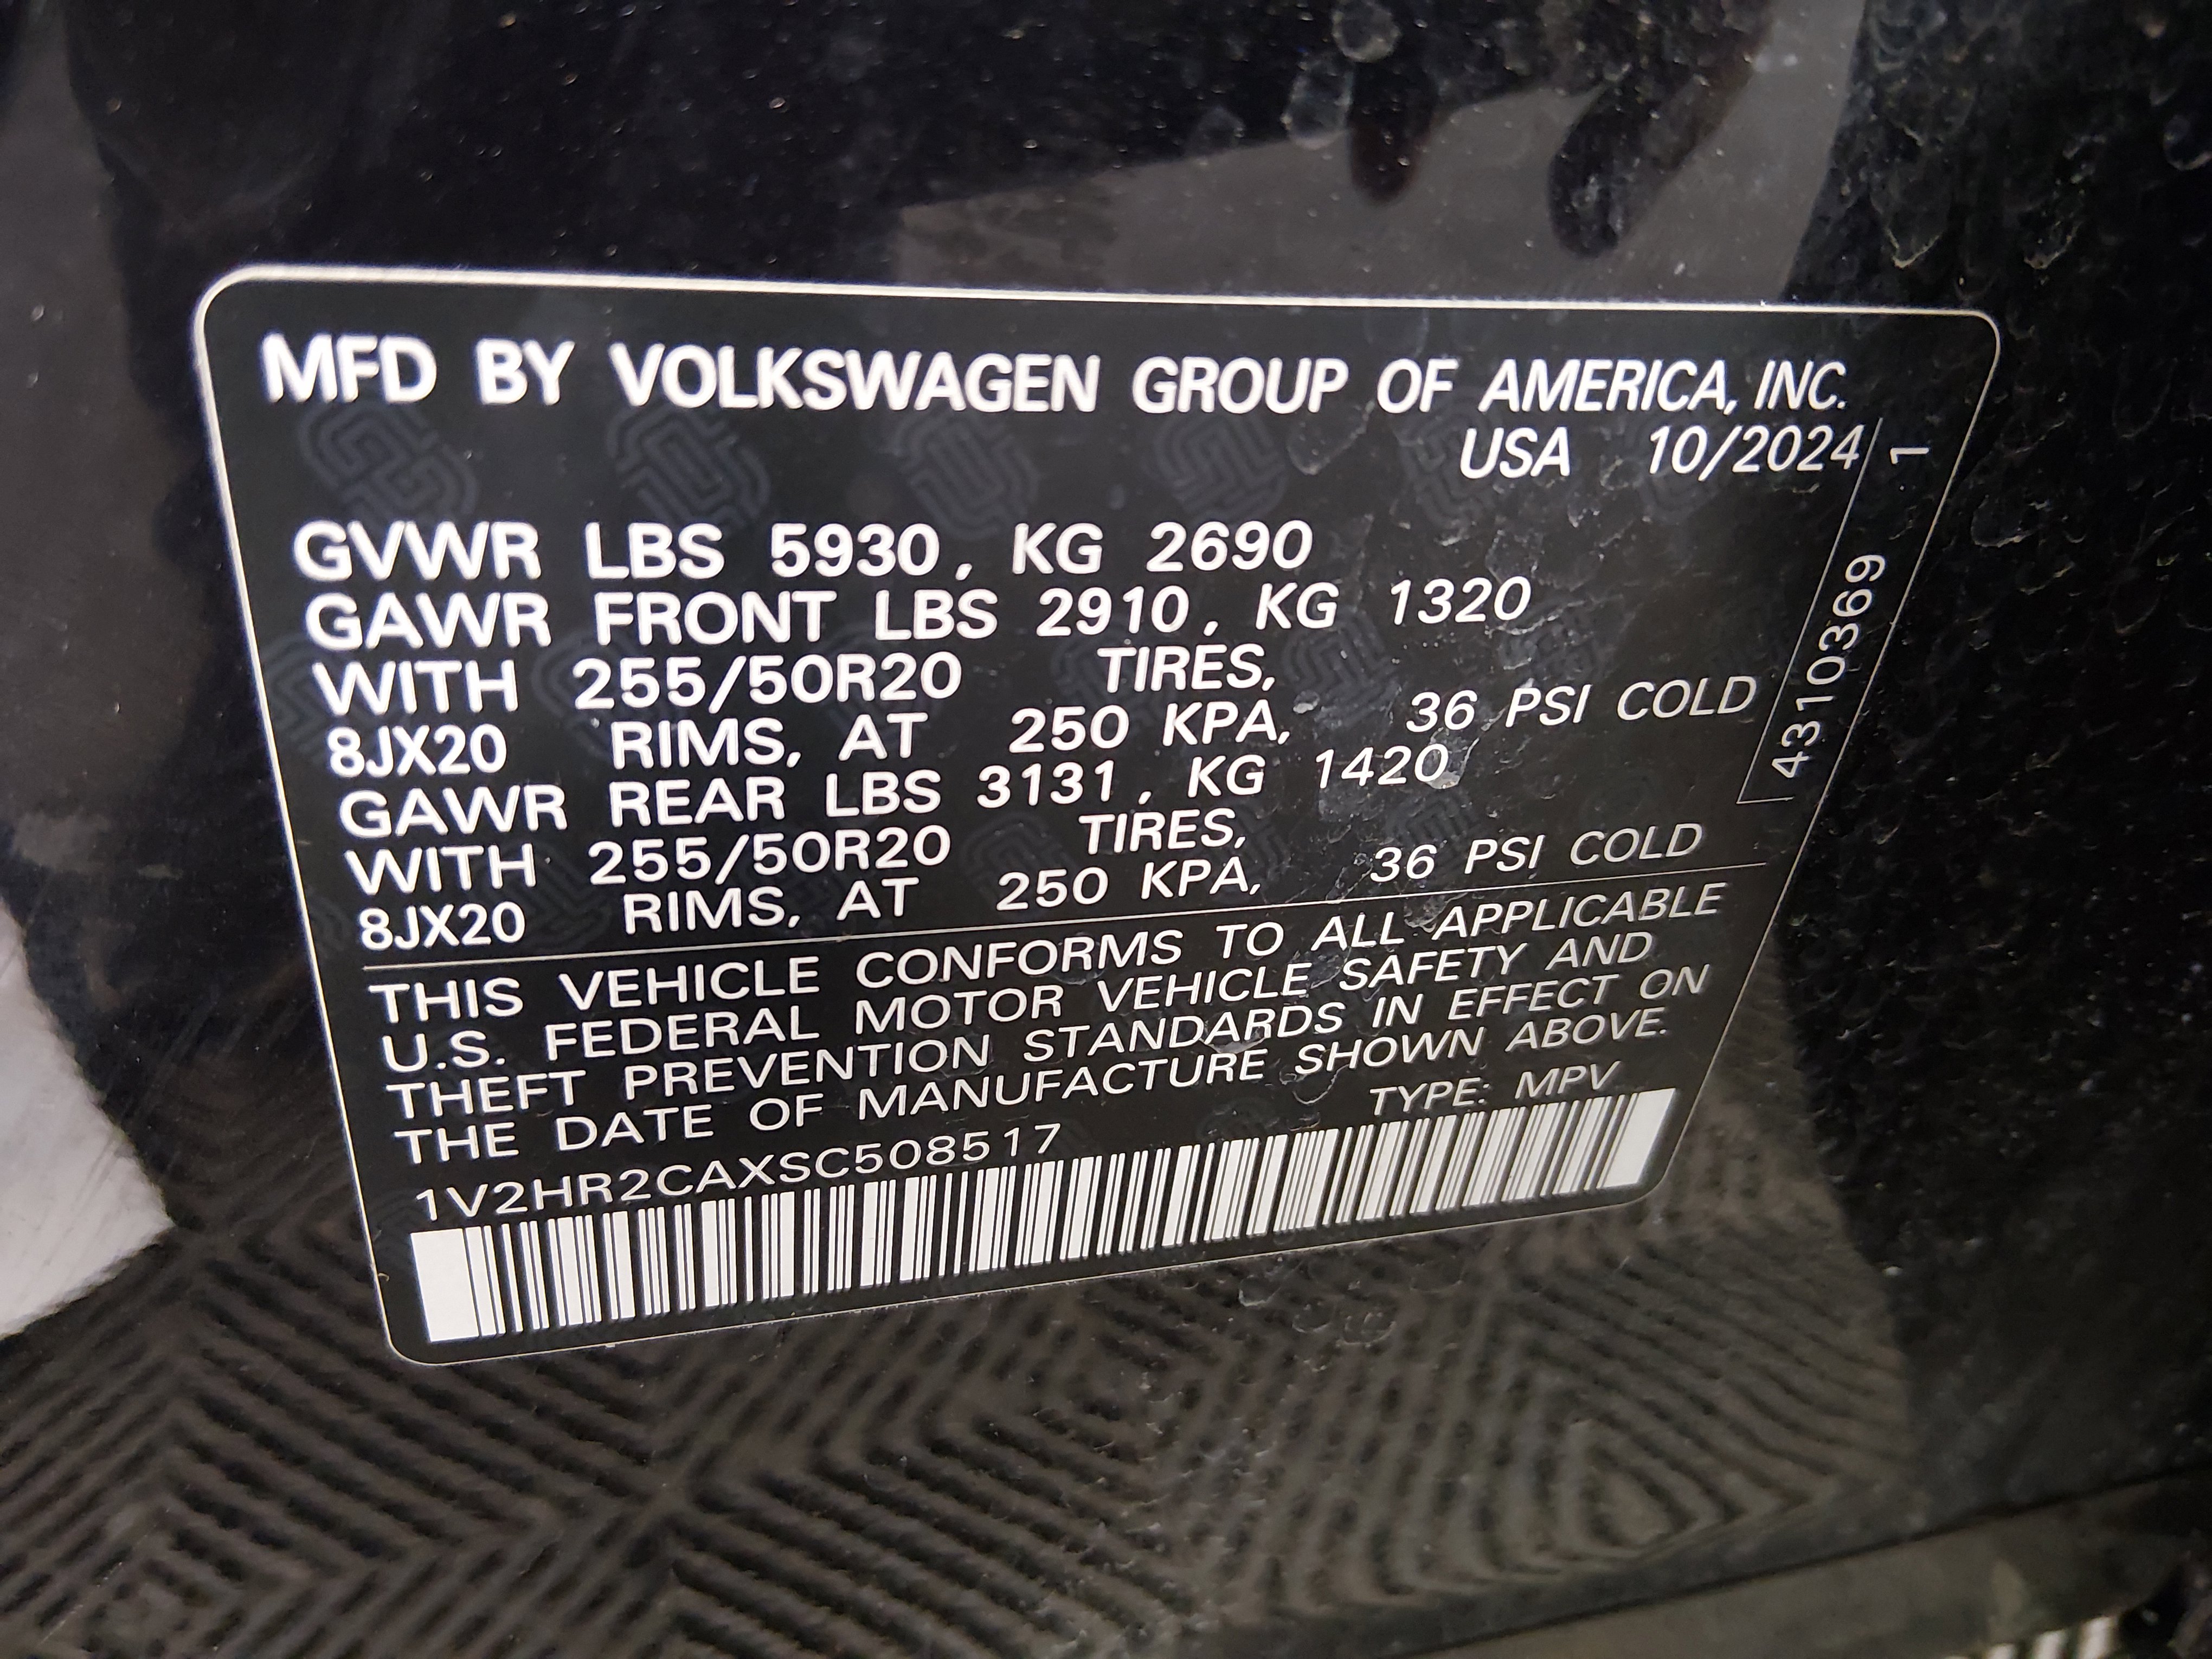 MFD BY VOLKSWAGEN GROUP OF AMERICA, INC.
USA 10/2024
1
4310369
GVWR LBS 5930, KG 2690
GAWR FRONT LBS 2910, KG 1320
WITH 255/50R20 TIRES,
8JX20 RIMS, AT 250 KPA, 36 PSI COLD
GAWR REAR LBS 3131, KG 1420
WITH 255/50R20 TIRES,
8JX20 RIMS, AT 250 KPA, 36 PSI COLD
THIS VEHICLE CONFORMS TO ALL APPLICABLE
U.S. FEDERAL MOTOR VEHICLE SAFETY AND
THEFT PREVENTION STANDARDS IN EFFECT ON
THE DATE OF MANUFACTURE SHOWN ABOVE.
TYPE: MPV
1V2HR2CAXSC508517